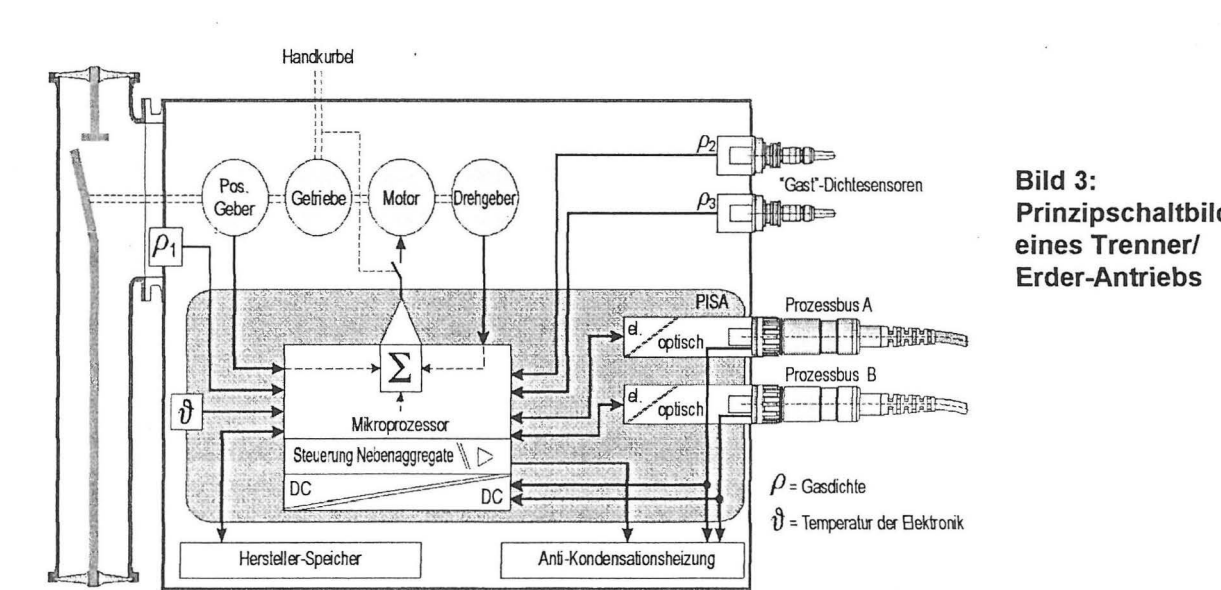 Handkurbel
Pos.
Geber
Getriebe
Motor
Drehgeber
ρ2
ρ3
"Gast"-Dichtesensoren
Bild 3:
eines Trenner/
Erder-Antriebs
ρ1
PISA
Prozessbus A
el.
optisch
Prozessbus B
el.
optisch
Σ
ϑ
Mikroprozessor
Steuerung Nebenaggregate
DC
DC
ρ = Gasdichte
ϑ = Temperatur der Elektronik
Hersteller-Speicher
Anti-Kondensationsheizung